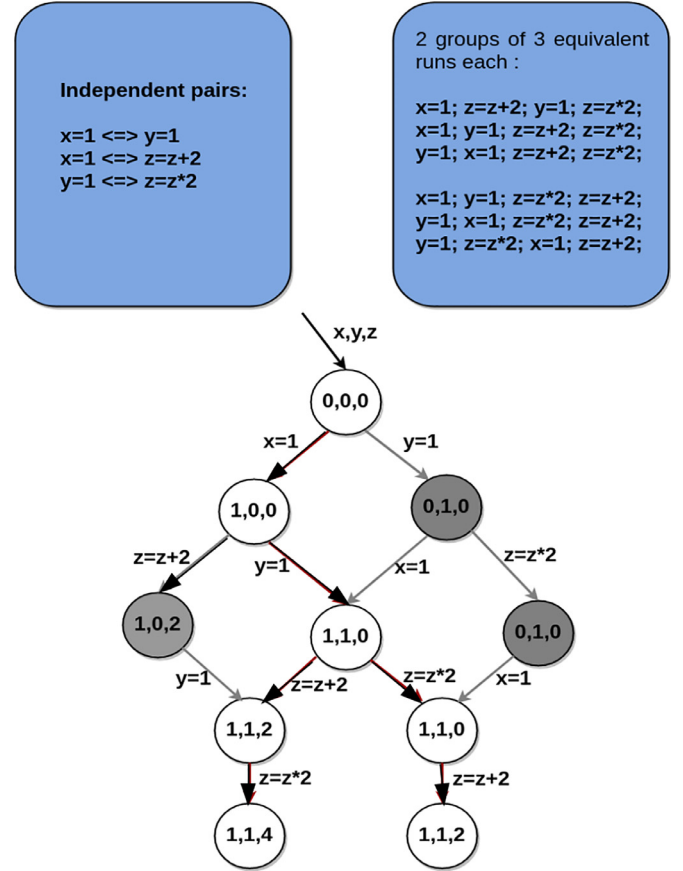 Independent pairs:
x=1 <=> y=1
x=1 <=> z=z+2
y=1 <=> z=z*2
2 groups of 3 equivalent
runs each :
x=1; z=z+2; y=1; z=z*2;
x=1; y=1; z=z+2; z=z*2;
y=1; x=1; z=z+2; z=z*2;
x=1; y=1; z=z*2; z=z+2;
y=1; x=1; z=z*2; z=z+2;
y=1; z=z*2; x=1; z=z+2;
x,y,z
0,0,0
x=1
y=1
1,0,0
0,1,0
z=z+2
y=1
x=1
z=z*2
1,0,2
1,1,0
0,1,0
y=1
z=z+2
z=z*2
x=1
1,1,2
1,1,0
z=z*2
z=z+2
1,1,4
1,1,2